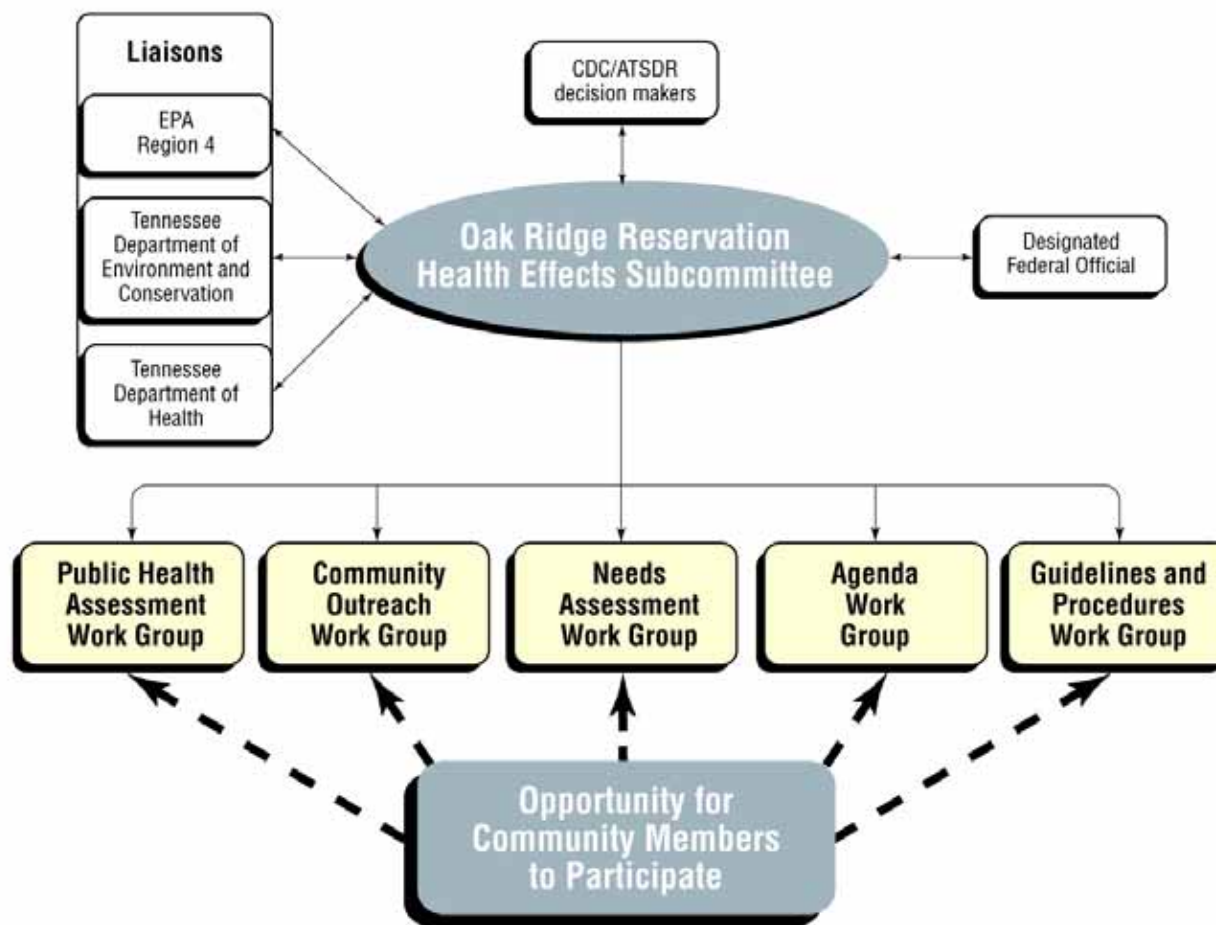 Liaisons
EPA
Region 4
Tennessee
Department of
Environment and
Conservation
Tennessee
Department of
Health
CDC/ATSDR
decision makers
Oak Ridge Reservation
Health Effects Subcommittee
Designated
Federal Official
Public Health
Assessment
Work Group
Community
Outreach
Work Group
Needs
Assessment
Work Group
Agenda
Work
Group
Guidelines and
Procedures
Work Group
Opportunity for
Community Members
to Participate